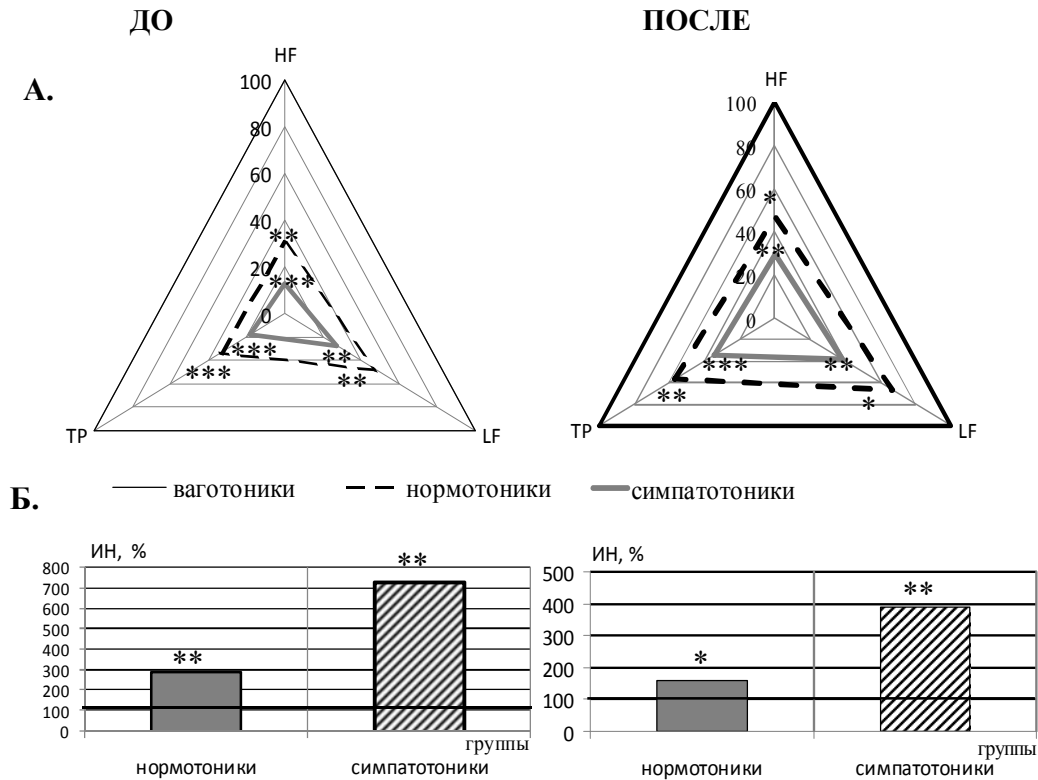 ДО ПОСЛЕ
А.
HF
100
80
60
40
**
20
***
0
***
**
***
**
TP
LF
HF
100
80
60
*
40
**
20
0
***
**
**
*
TP
LF
ваготоники нормотоники симпатотоники
Б.
ИН, %
800
700
600
500
400
300
200
100
0
**
**
группы
нормотоники симпатотоники
ИН, %
500
400
300
200
100
0
*
**
группы
нормотоники симпатотоники